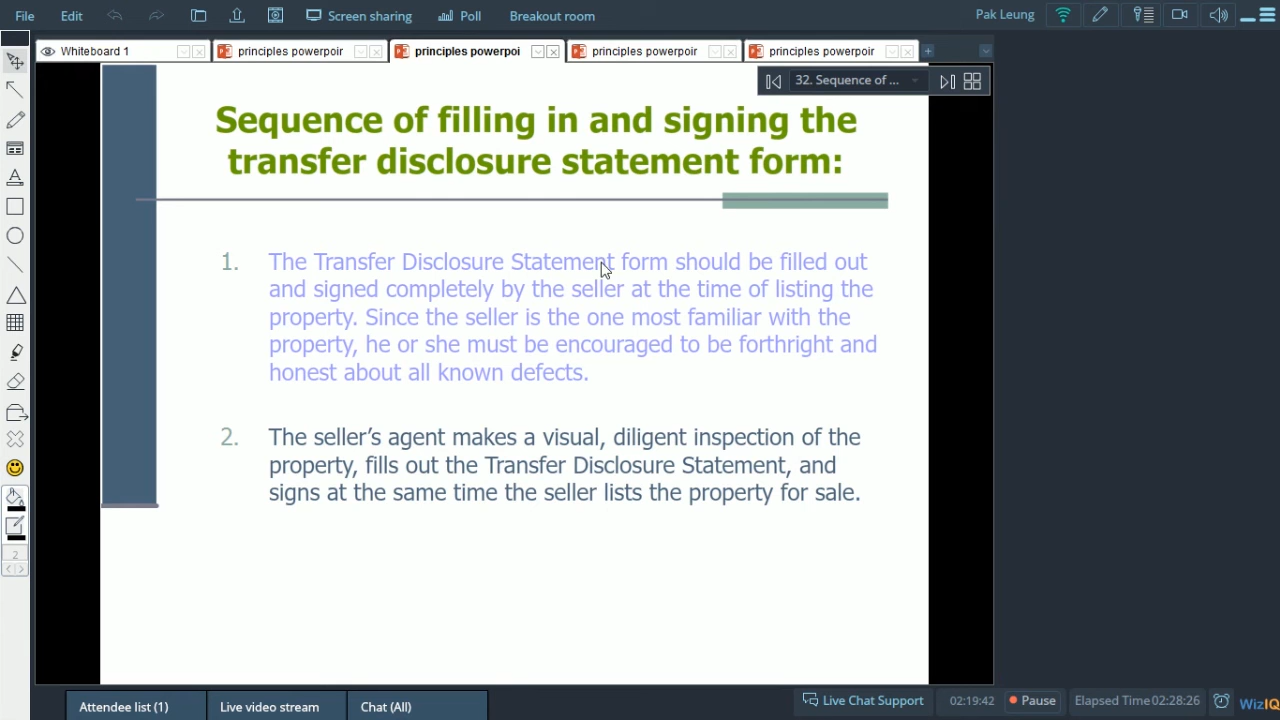 File Edit Screen sharing Poll Breakout room Pak Leung
Whiteboard 1 principles powerpoir principles powerpoi principles powerpoir principles powerpoir
32. Sequence of ...
Sequence of filling in and signing the
transfer disclosure statement form:
1. The Transfer Disclosure Statement form should be filled out
and signed completely by the seller at the time of listing the
property. Since the seller is the one most familiar with the
property, he or she must be encouraged to be forthright and
honest about all known defects.
2. The seller's agent makes a visual, diligent inspection of the
property, fills out the Transfer Disclosure Statement, and
signs at the same time the seller lists the property for sale.
2
Attendee list (1) Live video stream Chat (All) Live Chat Support 02:19:42 Pause Elapsed Time 02:28:26 WizIQ